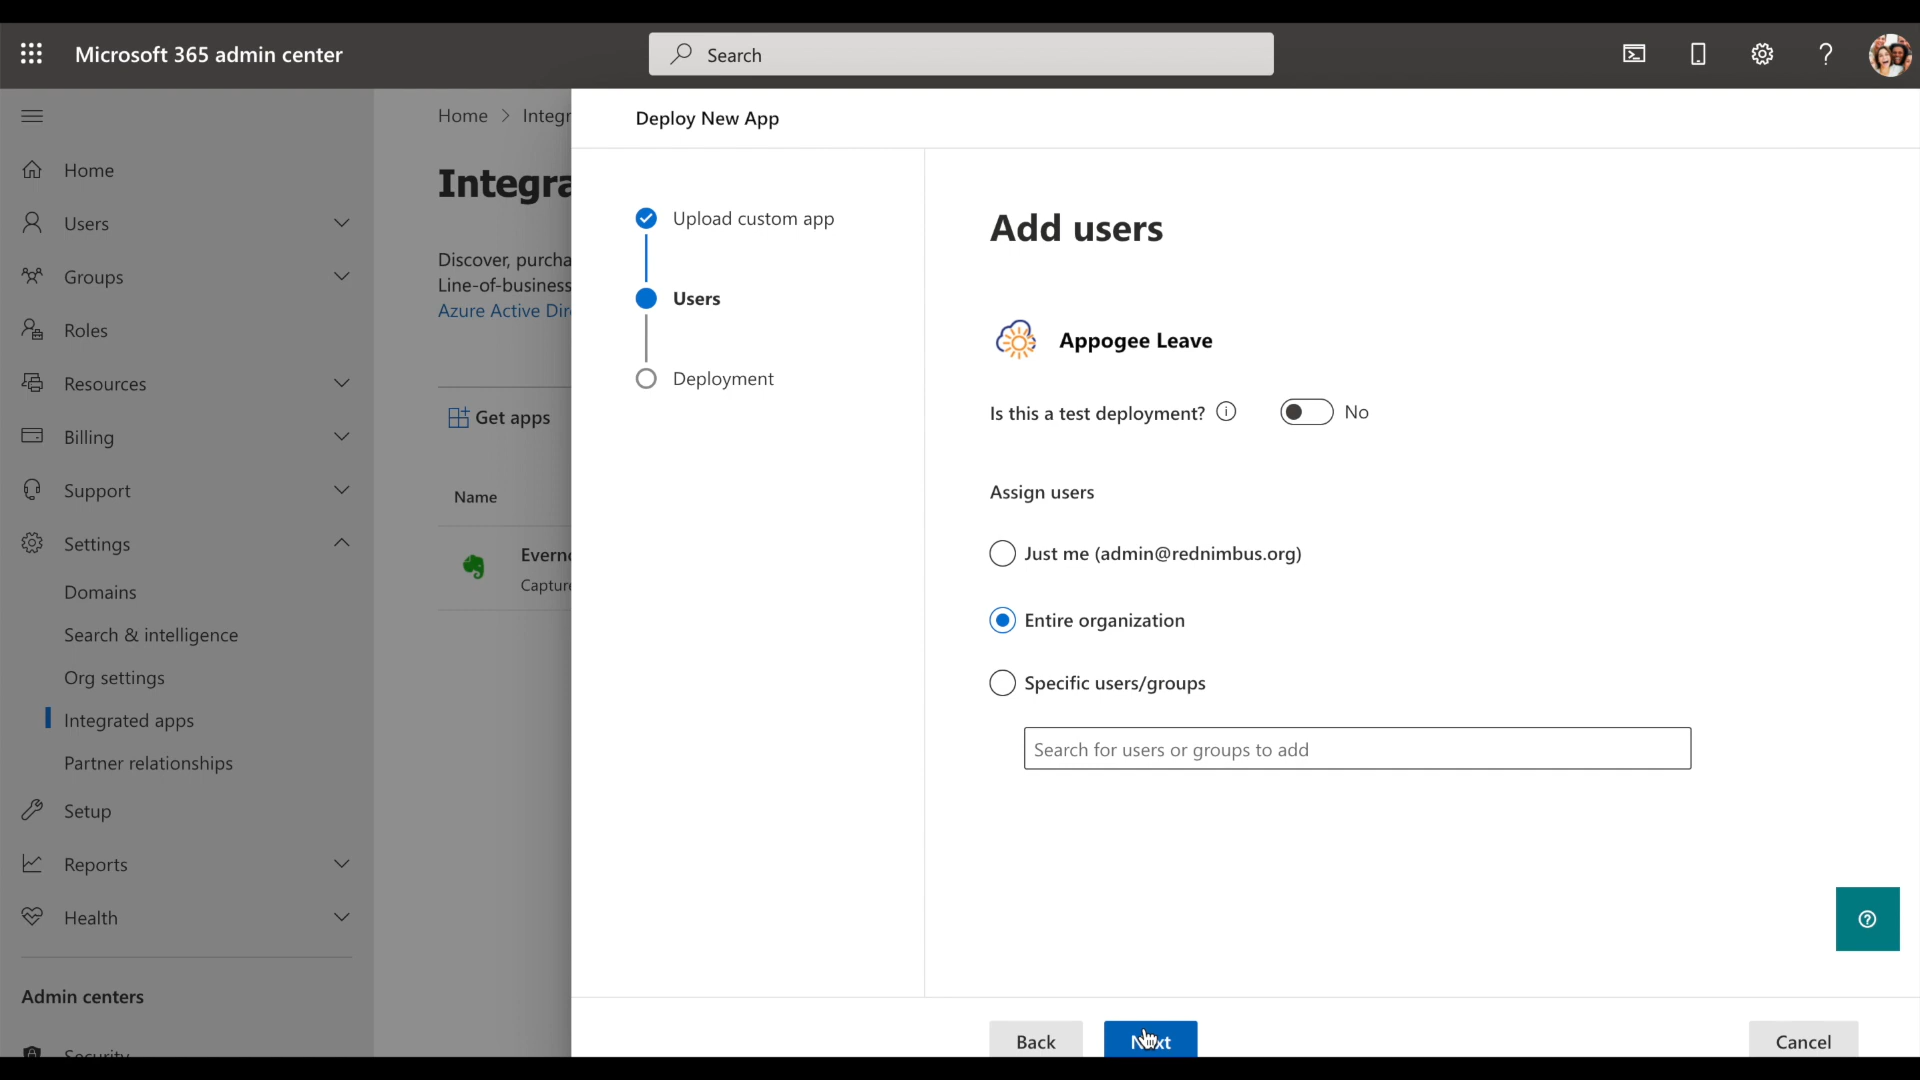 Microsoft 365 admin center
Search
Home
Users
Groups
Roles
Resources
Billing
Support
Settings
Domains
Search & intelligence
Org settings
Integrated apps
Partner relationships
Setup
Reports
Health
Admin centers
Security
Home > Integr
Integra
Discover, purcha
Line-of-business
Azure Active Dir
Get apps
Name
Everno
Capture
Deploy New App
Upload custom app
Users
Deployment
Add users
Appogee Leave
Is this a test deployment?
No
Assign users
Just me (admin@rednimbus.org)
Entire organization
Specific users/groups
Search for users or groups to add
Back
Next
Cancel